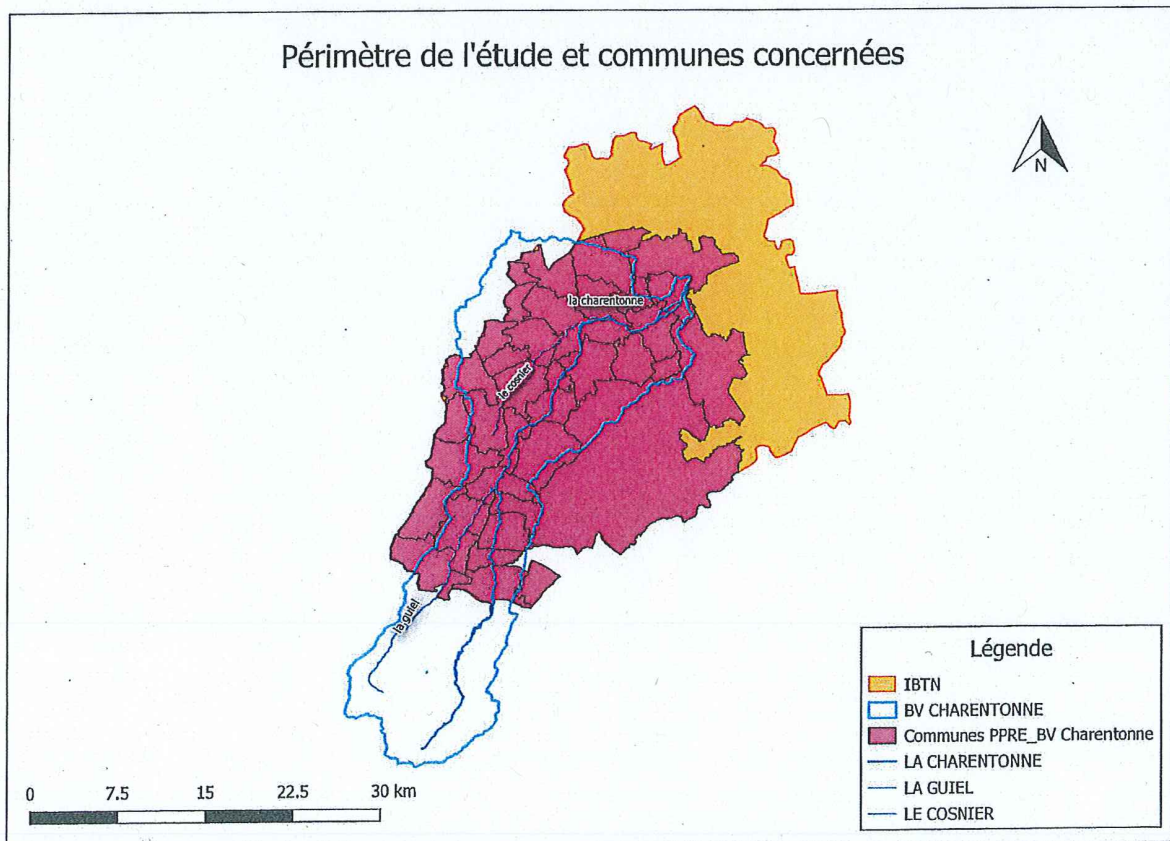 Périmètre de l'étude et communes concernées
N
la charentonne
le cosnier
la guiel
Légende
IBTN
BV CHARENTONNE
Communes PPRE_BV Charentonne
LA CHARENTONNE
LA GUIEL
LE COSNIER
0 7.5 15 22.5 30 km